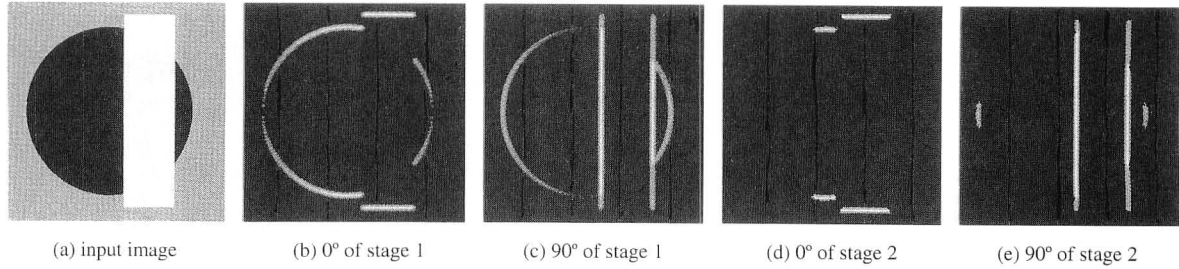 (a) input image
(b) 0º of stage 1
(c) 90º of stage 1
(d) 0º of stage 2
(e) 90º of stage 2